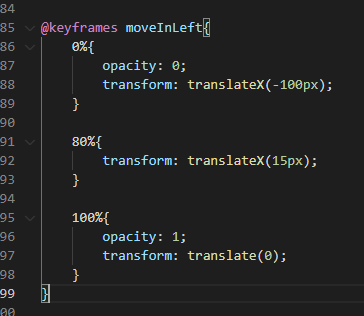 84
85 @keyframes moveInLeft{
86 0%{
87 opacity: 0;
88 transform: translateX(-100px);
89 }
90
91 80%{
92 transform: translateX(15px);
93 }
94
95 100%{
96 opacity: 1;
97 transform: translate(0);
98 }
99 }
00